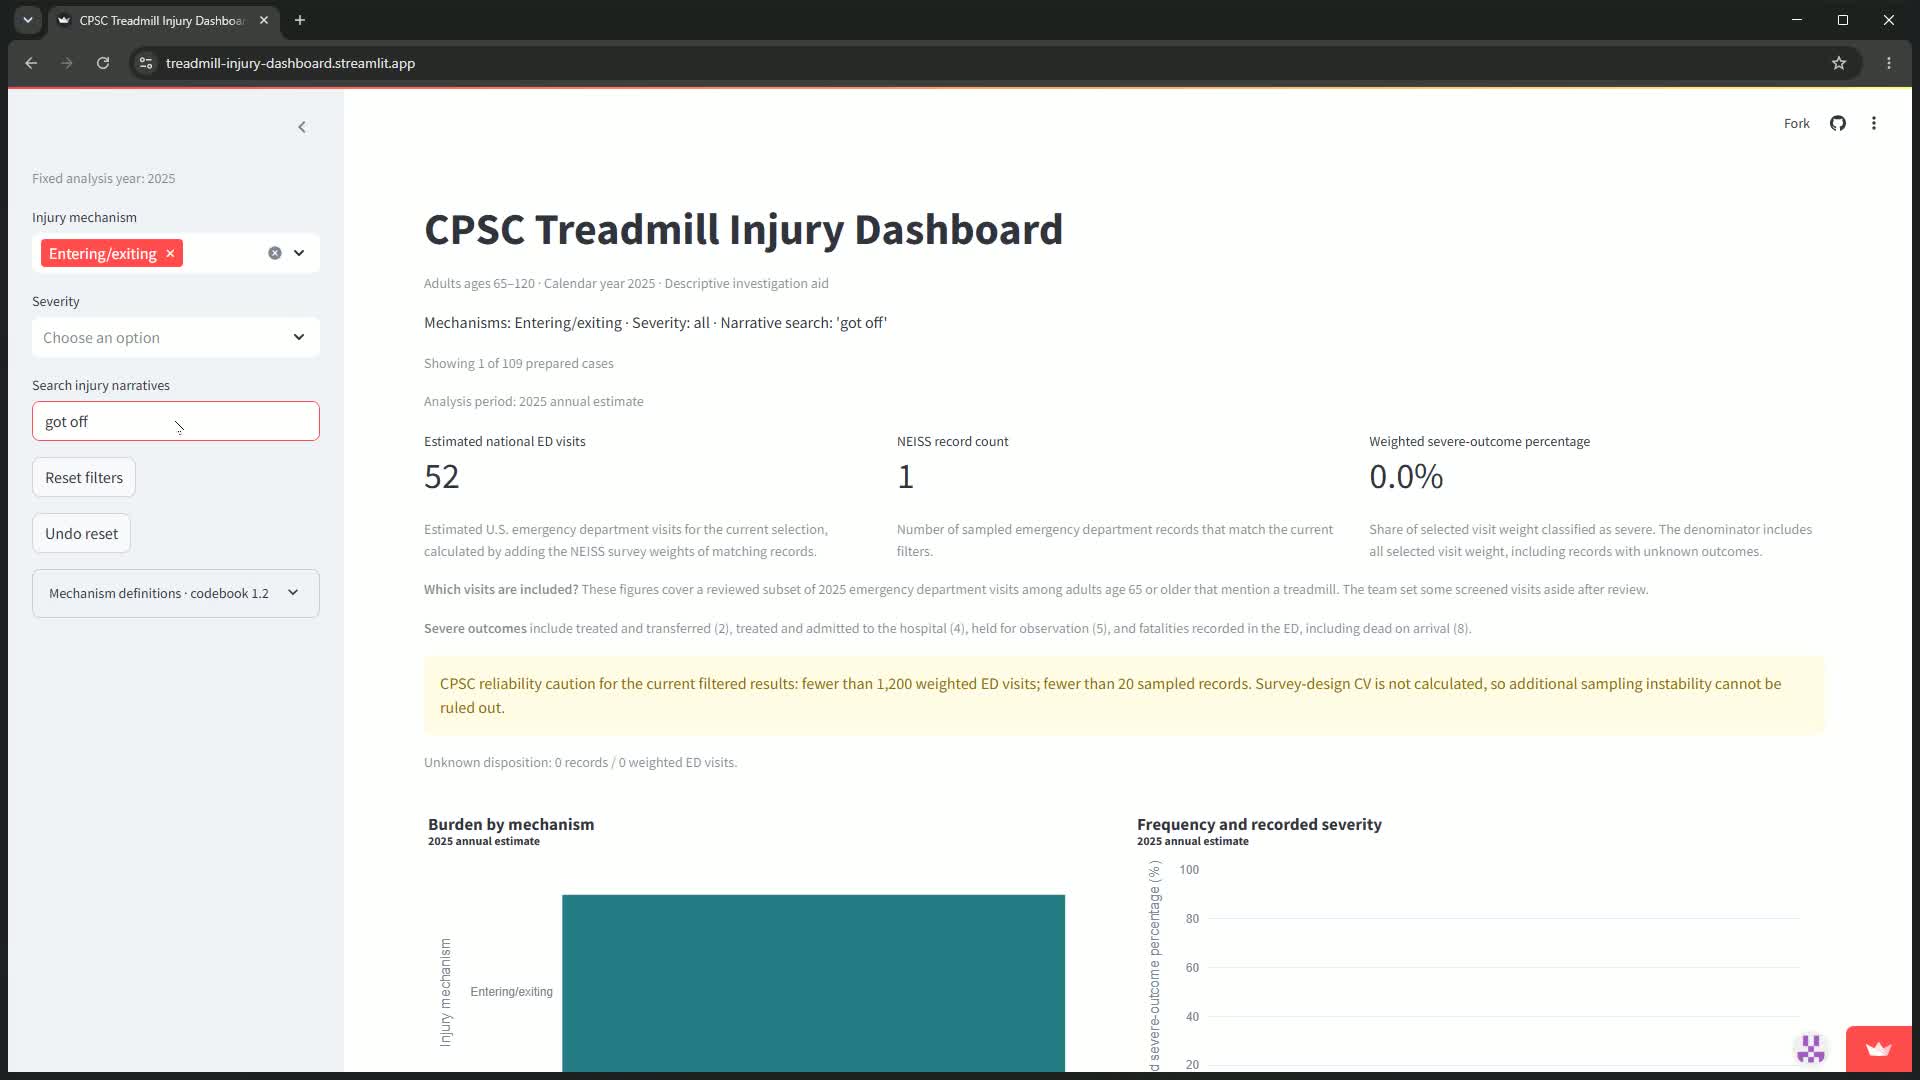 CPSC Treadmill Injury Dashboar
treadmill-injury-dashboard.streamlit.app
Fork
Fixed analysis year: 2025
Injury mechanism
Entering/exiting
Severity
Choose an option
Search injury narratives
got off
Reset filters
Undo reset
Mechanism definitions · codebook 1.2
CPSC Treadmill Injury Dashboard
Adults ages 65–120 · Calendar year 2025 · Descriptive investigation aid
Mechanisms: Entering/exiting · Severity: all · Narrative search: 'got off'
Showing 1 of 109 prepared cases
Analysis period: 2025 annual estimate
Estimated national ED visits
52
Estimated U.S. emergency department visits for the current selection,
calculated by adding the NEISS survey weights of matching records.
NEISS record count
1
Number of sampled emergency department records that match the current
filters.
Weighted severe-outcome percentage
0.0%
Share of selected visit weight classified as severe. The denominator includes
all selected visit weight, including records with unknown outcomes.
Which visits are included? These figures cover a reviewed subset of 2025 emergency department visits among adults age 65 or older that mention a treadmill. The team set some screened visits aside after review.
Severe outcomes include treated and transferred (2), treated and admitted to the hospital (4), held for observation (5), and fatalities recorded in the ED, including dead on arrival (8).
CPSC reliability caution for the current filtered results: fewer than 1,200 weighted ED visits; fewer than 20 sampled records. Survey-design CV is not calculated, so additional sampling instability cannot be
ruled out.
Unknown disposition: 0 records / 0 weighted ED visits.
Burden by mechanism
2025 annual estimate
Injury mechanism
Entering/exiting
Frequency and recorded severity
2025 annual estimate
d severe-outcome percentage (%)
100
80
60
40
20